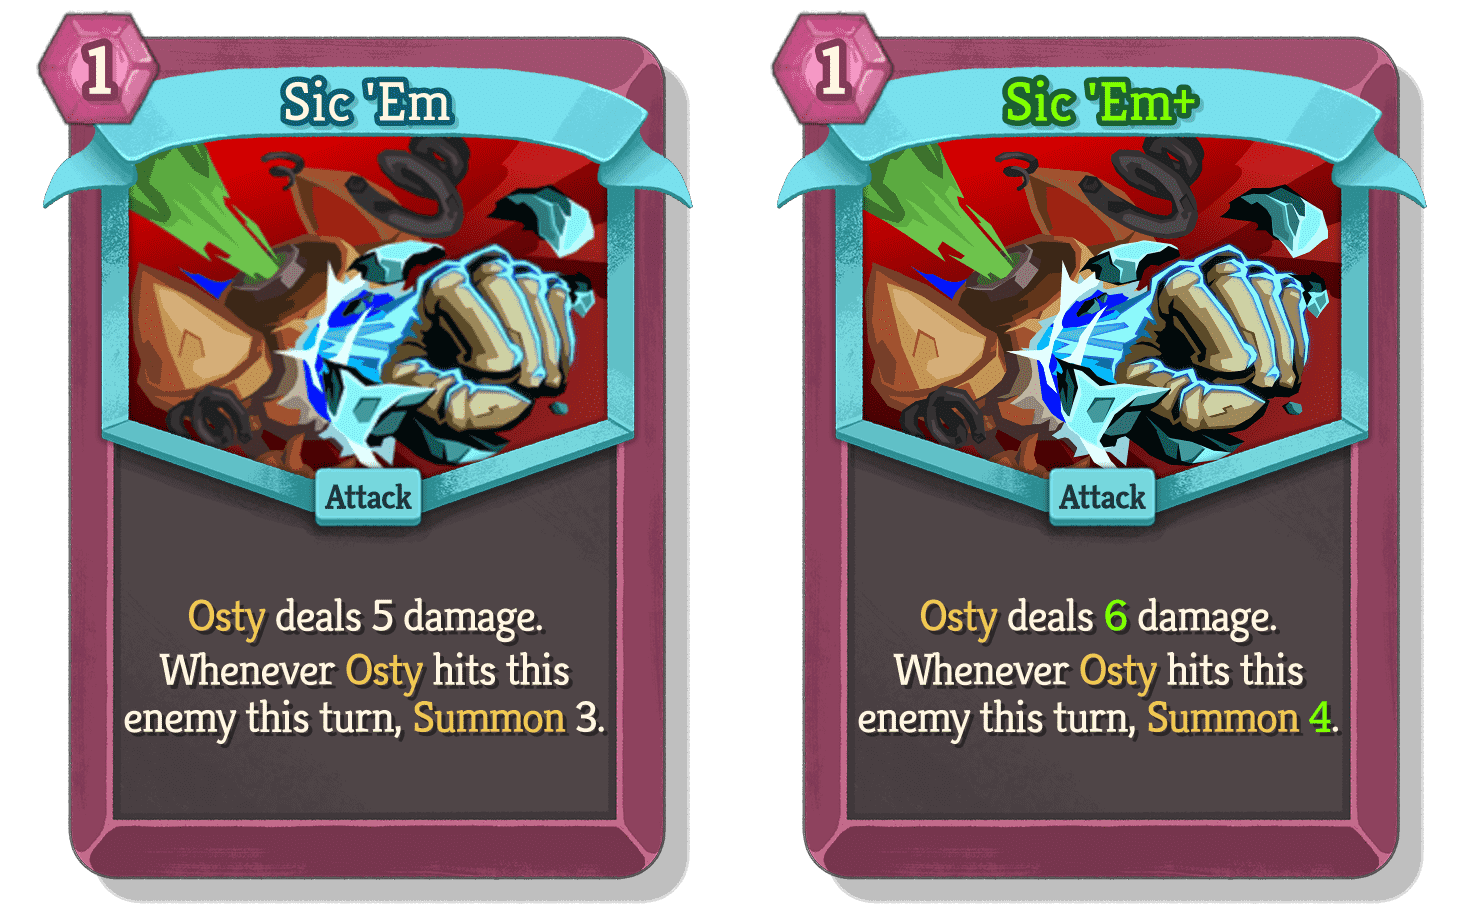 1
Sic 'Em
Attack
Osty deals 5 damage.
Whenever Osty hits this
enemy this turn, Summon 3.
1
Sic 'Em+
Attack
Osty deals 6 damage.
Whenever Osty hits this
enemy this turn, Summon 4.